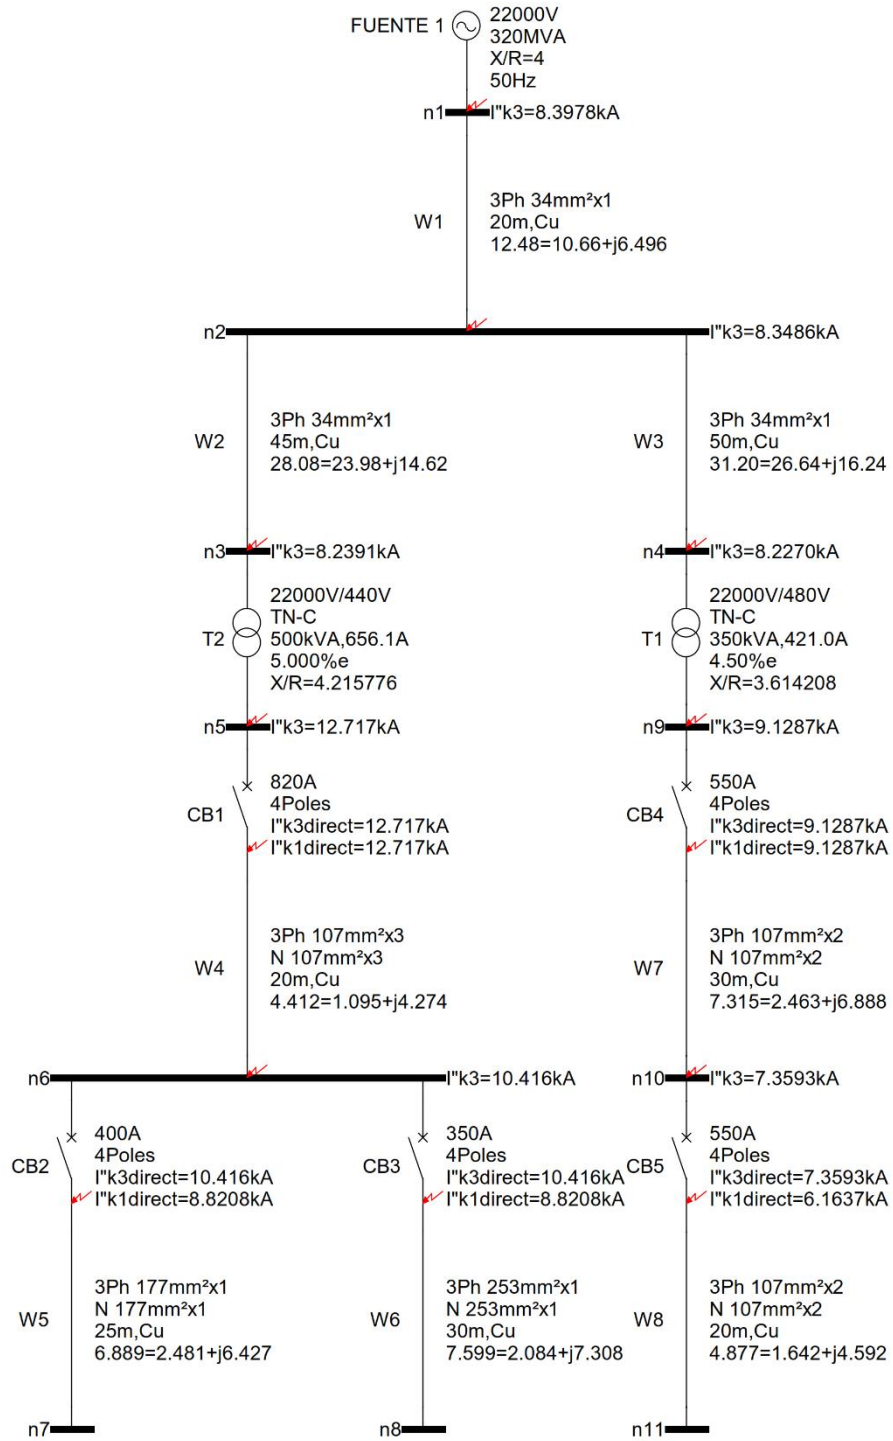 FUENTE 1
22000V
320MVA
X/R=4
50Hz
n1
I"k3=8.3978kA
W1
3Ph 34mm²x1
20m,Cu
12.48=10.66+j6.496
n2
I"k3=8.3486kA
W2
3Ph 34mm²x1
45m,Cu
28.08=23.98+j14.62
W3
3Ph 34mm²x1
50m,Cu
31.20=26.64+j16.24
n3
I"k3=8.2391kA
n4
I"k3=8.2270kA
T2
22000V/440V
TN-C
500kVA,656.1A
5.000%e
X/R=4.215776
T1
22000V/480V
TN-C
350kVA,421.0A
4.50%e
X/R=3.614208
n5
I"k3=12.717kA
n9
I"k3=9.1287kA
CB1
820A
4Poles
I"k3direct=12.717kA
I"k1direct=12.717kA
CB4
550A
4Poles
I"k3direct=9.1287kA
I"k1direct=9.1287kA
W4
3Ph 107mm²x3
N 107mm²x3
20m,Cu
4.412=1.095+j4.274
W7
3Ph 107mm²x2
N 107mm²x2
30m,Cu
7.315=2.463+j6.888
n6
I"k3=10.416kA
n10
I"k3=7.3593kA
CB2
400A
4Poles
I"k3direct=10.416kA
I"k1direct=8.8208kA
CB3
350A
4Poles
I"k3direct=10.416kA
I"k1direct=8.8208kA
CB5
550A
4Poles
I"k3direct=7.3593kA
I"k1direct=6.1637kA
W5
3Ph 177mm²x1
N 177mm²x1
25m,Cu
6.889=2.481+j6.427
W6
3Ph 253mm²x1
N 253mm²x1
30m,Cu
7.599=2.084+j7.308
W8
3Ph 107mm²x2
N 107mm²x2
20m,Cu
4.877=1.642+j4.592
n7
n8
n11